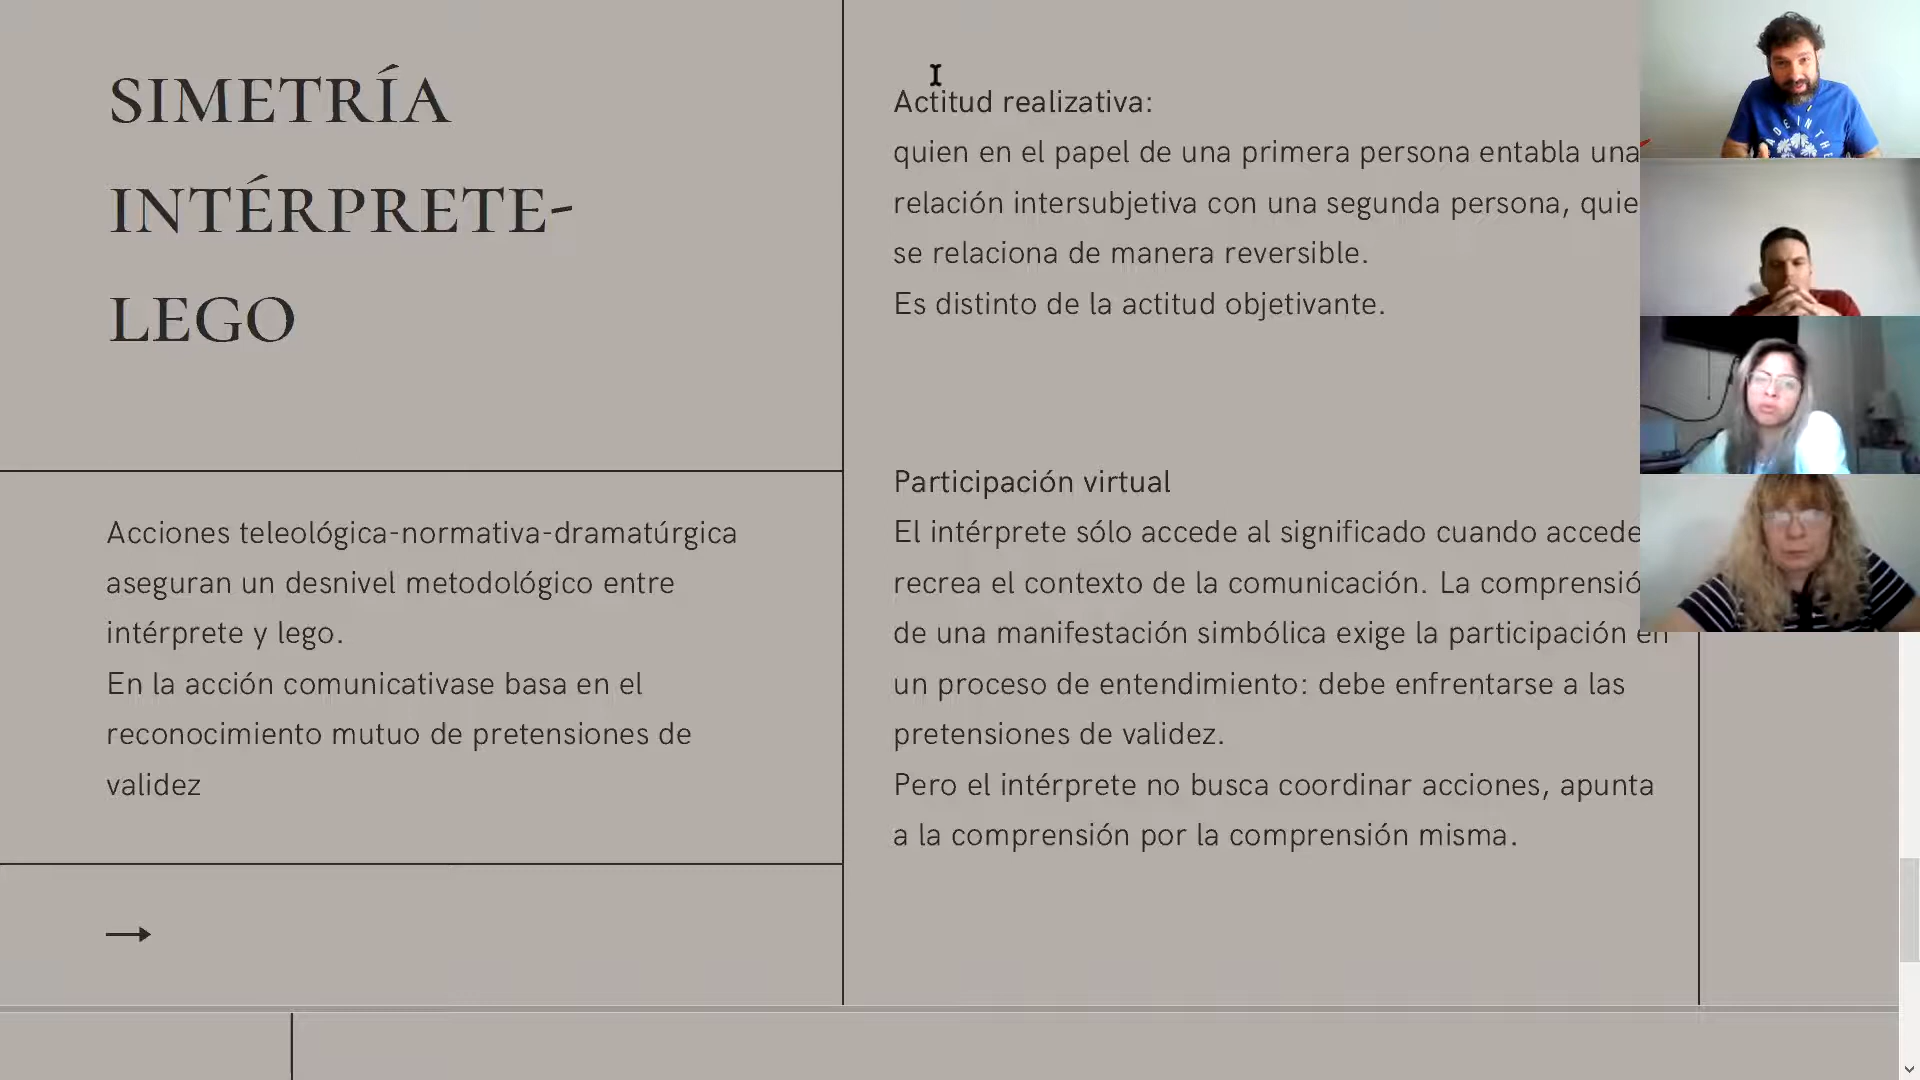 SIMETRÍA
INTÉRPRETE-
LEGO
Acciones teleológica-normativa-dramatúrgica
aseguran un desnivel metodológico entre
intérprete y lego.
En la acción comunicativase basa en el
reconocimiento mutuo de pretensiones de
validez
Actitud realizativa:
quien en el papel de una primera persona entabla una
relación intersubjetiva con una segunda persona,
se relaciona de manera reversible.
Es distinto de la actitud objetivante.
Participación virtual
El intérprete sólo accede al significado cuando accede
recrea el contexto de la comunicación. La
de una manifestación simbólica exige la participación en
un proceso de entendimiento: debe enfrentarse a las
pretensiones de validez.
Pero el intérprete no busca coordinar acciones, apunta
a la comprensión por la comprensión misma.